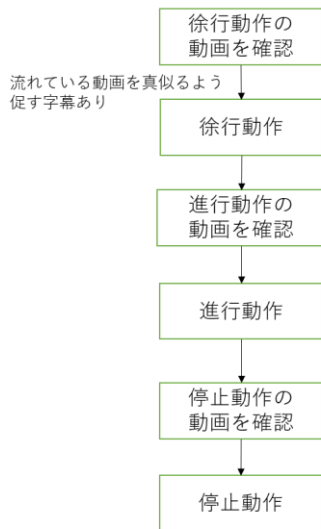 徐行動作の
動画を確認
流れている動画を真似るよう
促す字幕あり
徐行動作
進行動作の
動画を確認
進行動作
停止動作の
動画を確認
停止動作